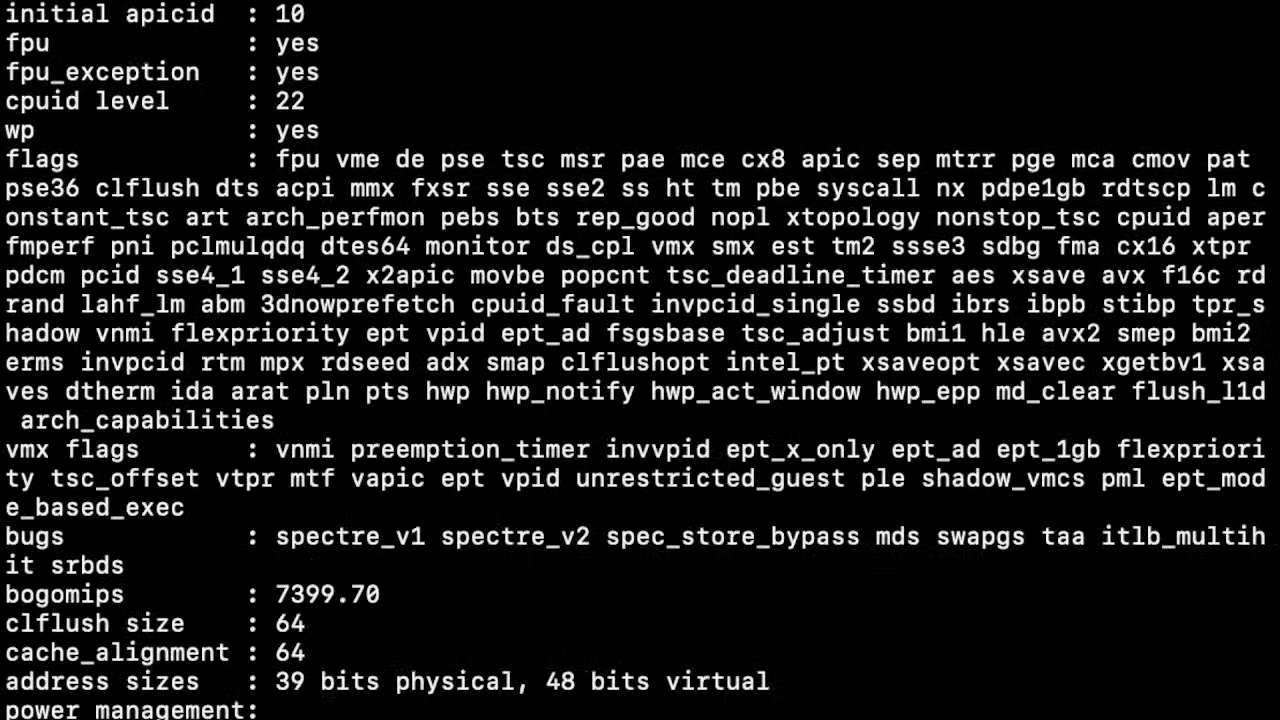 initial apicid  : 10
fpu             : yes
fpu_exception   : yes
cpuid level     : 22
wp              : yes
flags           : fpu vme de pse tsc msr pae mce cx8 apic sep mtrr pge mca cmov pat
pse36 clflush dts acpi mmx fxsr sse sse2 ss ht tm pbe syscall nx pdpe1gb rdtscp lm c
onstant_tsc art arch_perfmon pebs bts rep_good nopl xtopology nonstop_tsc cpuid aper
fmperf pni pclmulqdq dtes64 monitor ds_cpl vmx smx est tm2 ssse3 sdbg fma cx16 xtpr
pdcm pcid sse4_1 sse4_2 x2apic movbe popcnt tsc_deadline_timer aes xsave avx f16c rd
rand lahf_lm abm 3dnowprefetch cpuid_fault invpcid_single ssbd ibrs ibpb stibp tpr_s
hadow vnmi flexpriority ept vpid ept_ad fsgsbase tsc_adjust bmi1 hle avx2 smep bmi2
erms invpcid rtm mpx rdseed adx smap clflushopt intel_pt xsaveopt xsavec xgetbv1 xsa
ves dtherm ida arat pln pts hwp hwp_notify hwp_act_window hwp_epp md_clear flush_l1d
 arch_capabilities
vmx flags       : vnmi preemption_timer invvpid ept_x_only ept_ad ept_1gb flexpriori
ty tsc_offset vtpr mtf vapic ept vpid unrestricted_guest ple shadow_vmcs pml ept_mod
e_based_exec
bugs            : spectre_v1 spectre_v2 spec_store_bypass mds swapgs taa itlb_multih
it srbds
bogomips        : 7399.70
clflush size    : 64
cache_alignment : 64
address sizes   : 39 bits physical, 48 bits virtual
power management: